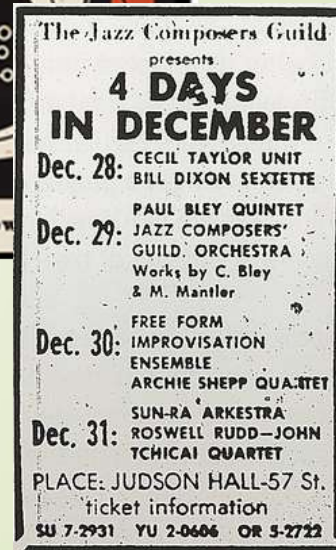 The Jazz Composers Guild
presents
4 DAYS
IN DECEMBER
Dec. 28: CECIL TAYLOR UNIT
BILL DIXON SEXTETTE
PAUL BLEY QUINTET
Dec. 29: JAZZ COMPOSERS'
GUILD ORCHESTRA
Works by C. Bley
& M. Mantler
FREE FORM
Dec. 30: IMPROVISATION
ENSEMBLE
ARCHIE SHEPP QUARTET
SUN-RA ARKESTRA
Dec. 31: ROSWELL RUDD—JOHN
TCHICAI QUARTET
PLACE: JUDSON HALL-57 St.
ticket information
SU 7-2931 YU 2-0606 OR 5-2722